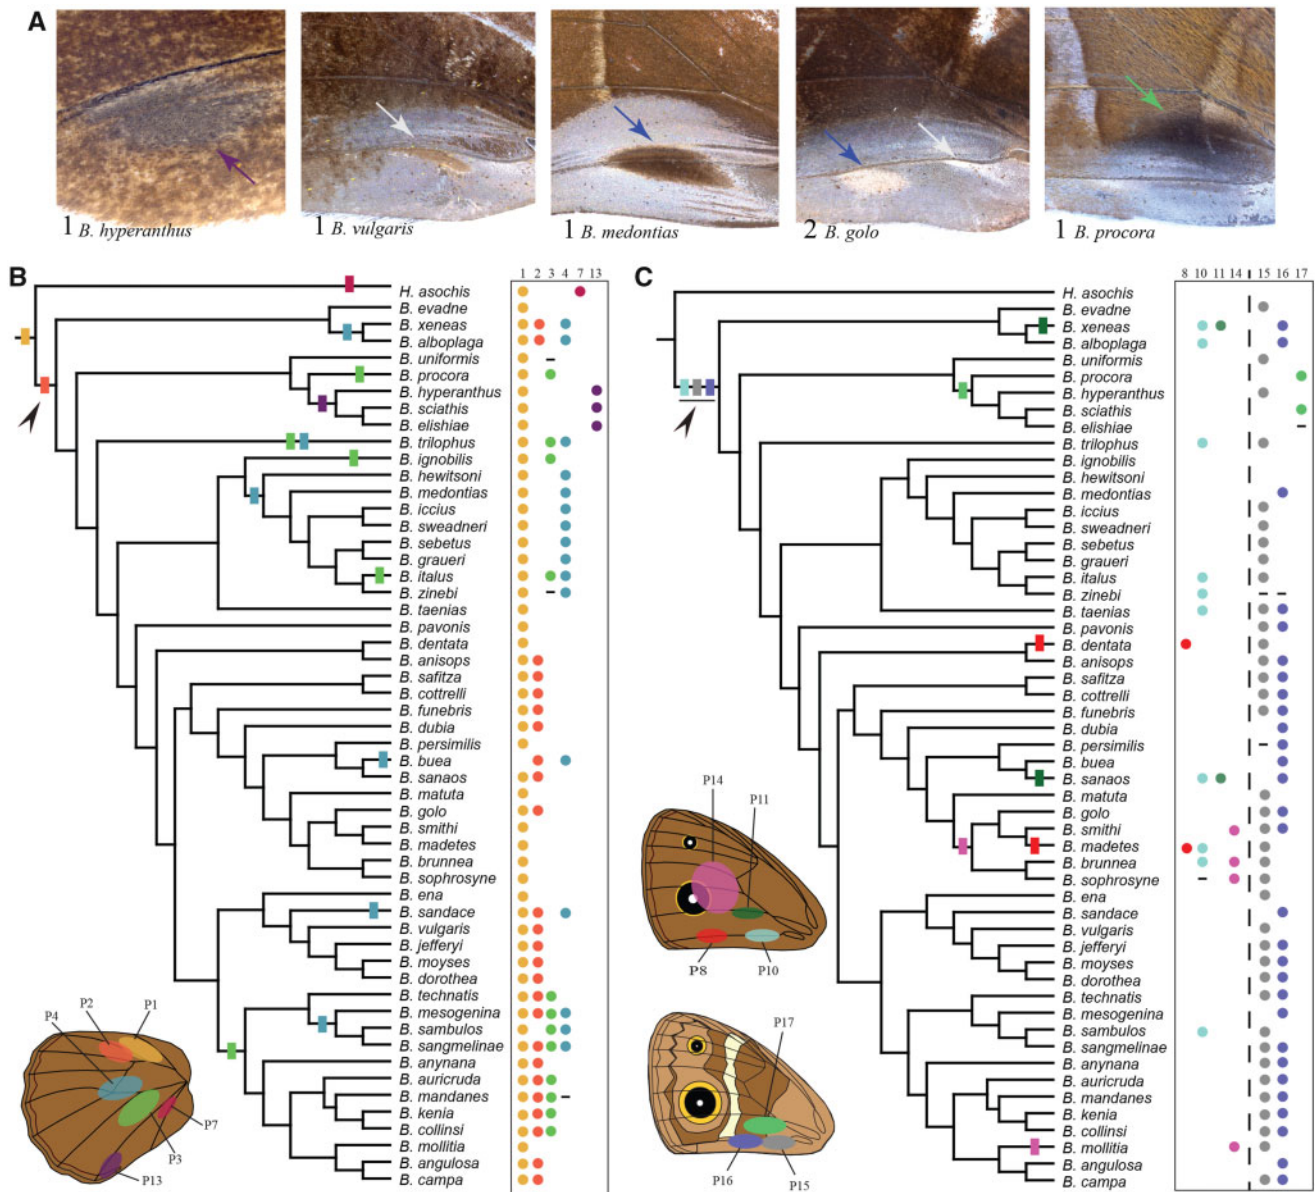 A
1 B. hyperanthus
1 B. vulgaris
1 B. medontias
2 B. golo
1 B. procora
B
1 2 3 4 7 13
H. asochis
B. evadne
B. xeneas
B. alboplaga
B. uniformis –
B. procora
B. hyperanthus
B. sciathis
B. elishiae
B. trilophus
B. ignobilis
B. hewitsoni
B. medontias
B. iccius
B. sweadneri
B. sebetus
B. graueri
B. italus
B. zinebi –
B. taenias
B. pavonis
B. dentata
B. anisops
B. safitza
B. cottrelli
B. funebris
B. dubia
B. persimilis
B. buea
B. sanaos
B. matuta
B. golo
B. smithi
B. madetes
B. brunnea
B. sophrosyne
B. ena
B. sandace
B. vulgaris
B. jefferyi
B. moyses
B. dorothea
B. technatis
B. mesogenina
B. sambulos
B. sangmelinae
B. anynana
B. auricruda
B. mandanes –
B. kenia
B. collinsi
B. mollitia
B. angulosa
B. campa
P4
P2
P1
P7
P3
P13
C
8 10 11 14 15 16 17
H. asochis
B. evadne
B. xeneas
B. alboplaga
B. uniformis
B. procora
B. hyperanthus
B. sciathis
B. elishiae –
B. trilophus
B. ignobilis
B. hewitsoni
B. medontias
B. iccius
B. sweadneri
B. sebetus
B. graueri
B. italus
B. zinebi – –
B. taenias
B. pavonis
B. dentata
B. anisops
B. safitza
B. cottrelli
B. funebris
B. dubia
B. persimilis –
B. buea
B. sanaos
B. matuta
B. golo
B. smithi
B. madetes
B. brunnea
B. sophrosyne –
B. ena
B. sandace
B. vulgaris
B. jefferyi
B. moyses
B. dorothea
B. technatis
B. mesogenina
B. sambulos
B. sangmelinae
B. anynana
B. auricruda
B. mandanes
B. kenia
B. collinsi
B. mollitia
B. angulosa
B. campa
P14
P11
P8
P10
P17
P16
P15